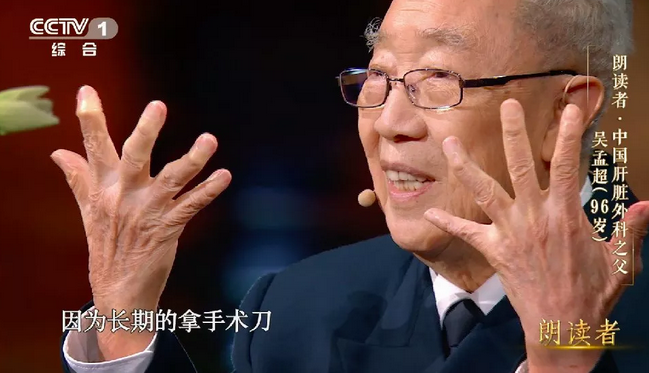 CCTV 1
综合
朗读者·中国肝脏外科之父
吴孟超(96岁)
因为长期的拿手术刀
朗读者